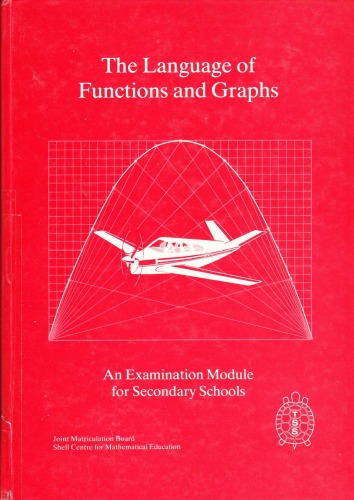 The Language of
Functions and Graphs
An Examination Module
for Secondary Schools
TSS
Joint Matriculation Board
Shell Centre for Mathematical Education